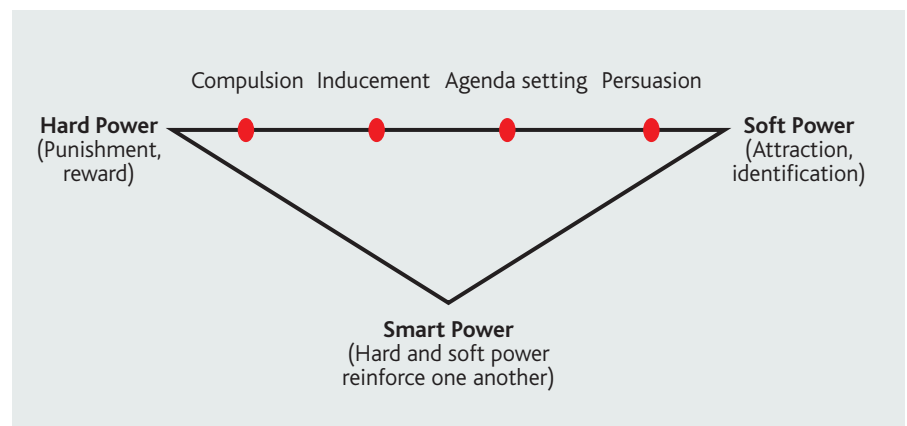 Compulsion Inducement Agenda setting Persuasion
Hard Power
(Punishment,
reward)
Soft Power
(Attraction,
identification)
Smart Power
(Hard and soft power
reinforce one another)